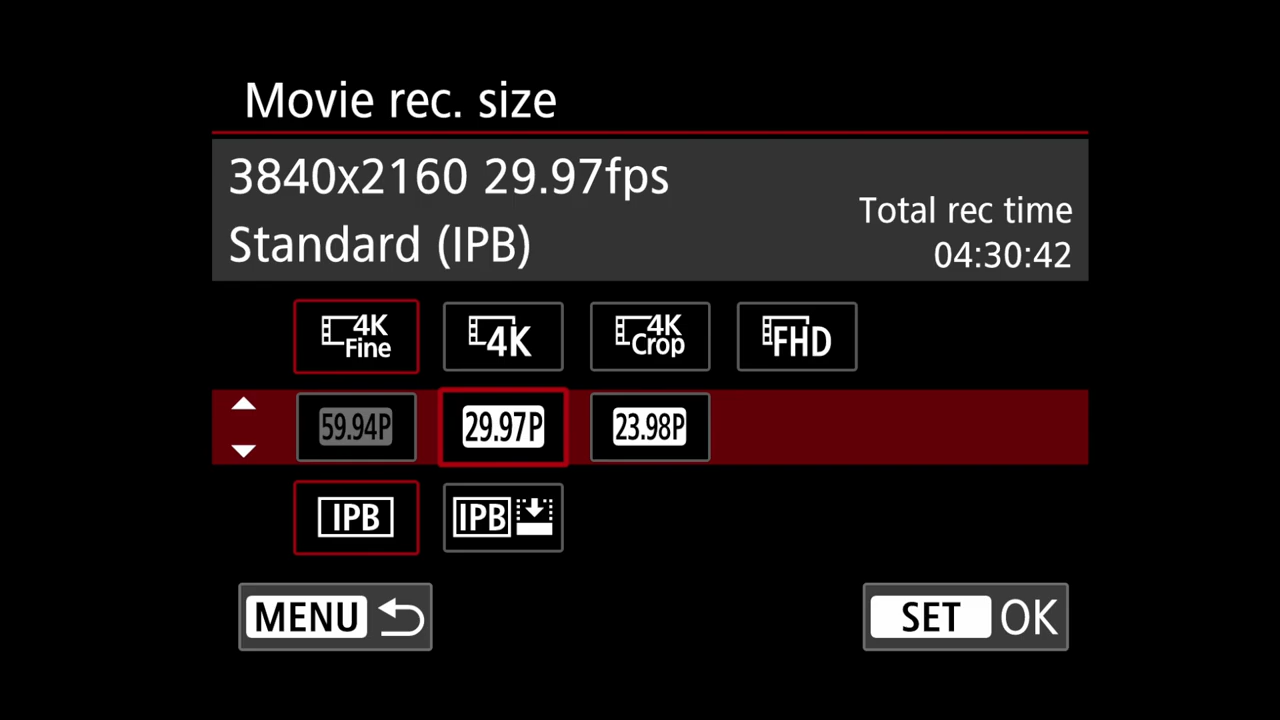 Movie rec. size
3840x2160 29.97fps
Standard (IPB)
Total rec time
04:30:42
4K Fine 4K 4K Crop FHD
59.94P 29.97P 23.98P
IPB IPB
MENU SET OK